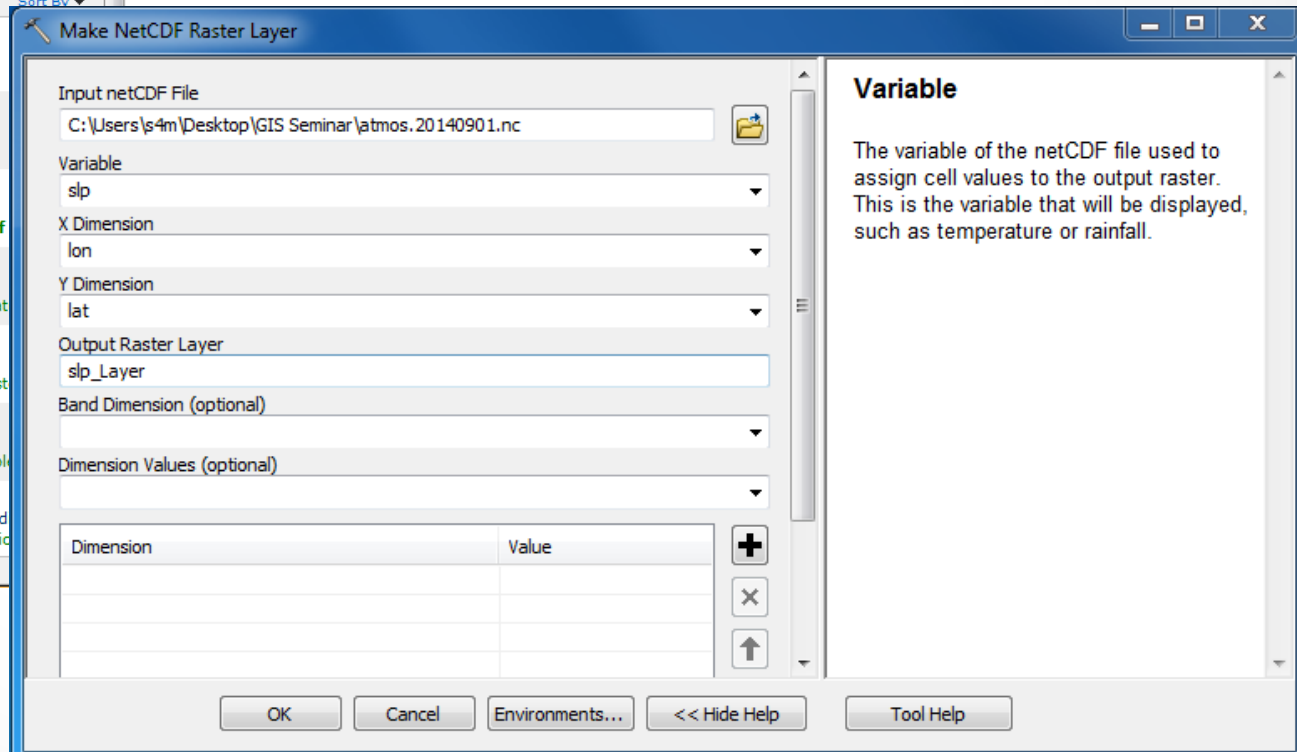 Sort By
Make NetCDF Raster Layer
Input netCDF File
C:\Users\s4m\Desktop\GIS Seminar\atmos.20140901.nc
Variable
slp
X Dimension
lon
Y Dimension
lat
Output Raster Layer
slp_Layer
Band Dimension (optional)
Dimension Values (optional)
Dimension Value
OK Cancel Environments... << Hide Help Tool Help
Variable
The variable of the netCDF file used to
assign cell values to the output raster.
This is the variable that will be displayed,
such as temperature or rainfall.